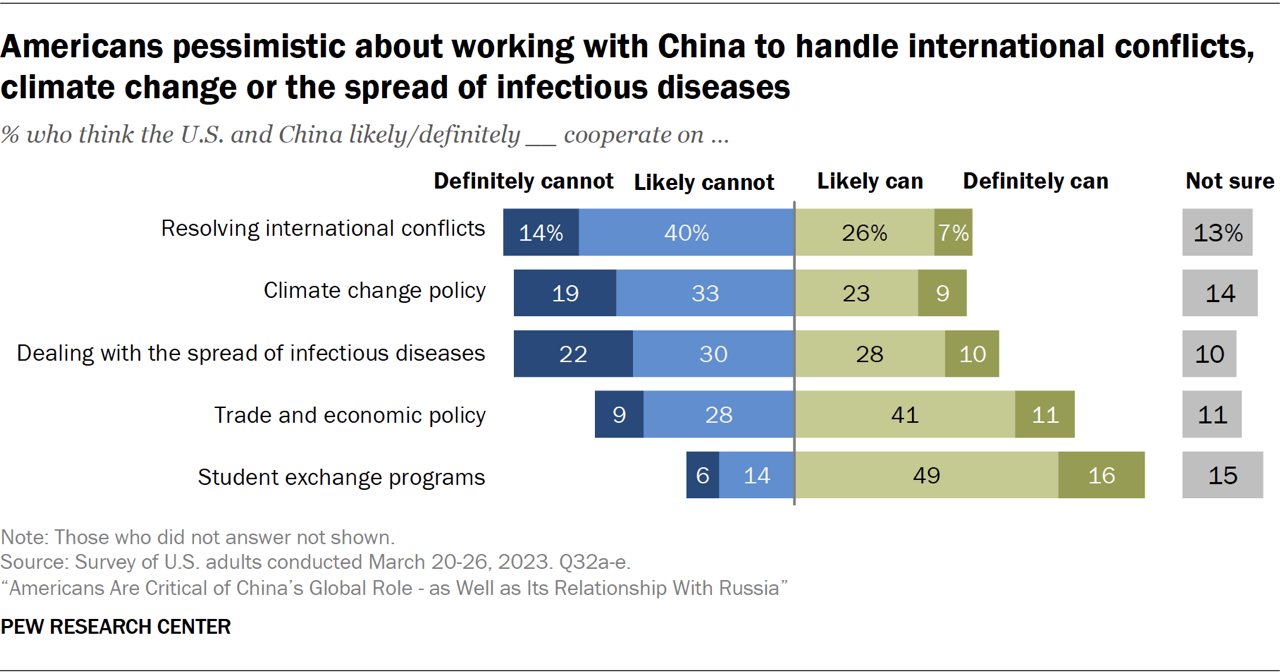 Americans pessimistic about working with China to handle international conflicts,
climate change or the spread of infectious diseases
% who think the U.S. and China likely/definitely __ cooperate on ...
Definitely cannot Likely cannot Likely can Definitely can Not sure
Resolving international conflicts 14% 40% 26% 7% 13%
Climate change policy 19 33 23 9 14
Dealing with the spread of infectious diseases 22 30 28 10 10
Trade and economic policy 9 28 41 11 11
Student exchange programs 6 14 49 16 15
Note: Those who did not answer not shown.
Source: Survey of U.S. adults conducted March 20-26, 2023. Q32a-e.
“Americans Are Critical of China’s Global Role - as Well as Its Relationship With Russia”
PEW RESEARCH CENTER